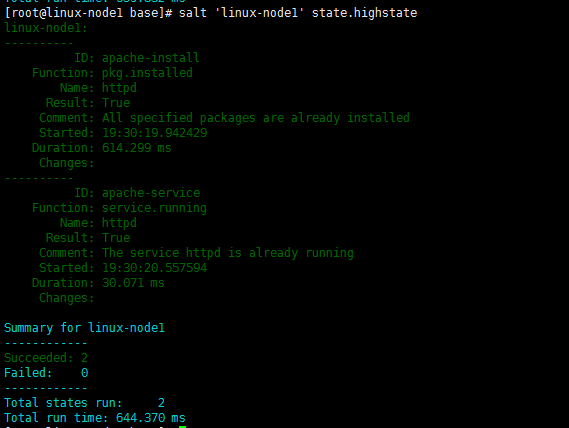 [root@linux-node1 base]# salt 'linux-node1' state.highstate
linux-node1:
----------
          ID: apache-install
    Function: pkg.installed
        Name: httpd
      Result: True
     Comment: All specified packages are already installed
     Started: 19:30:19.942429
    Duration: 614.299 ms
     Changes:
----------
          ID: apache-service
    Function: service.running
        Name: httpd
      Result: True
     Comment: The service httpd is already running
     Started: 19:30:20.557594
    Duration: 30.071 ms
     Changes:

Summary for linux-node1
------------
Succeeded: 2
Failed:    0
------------
Total states run:     2
Total run time: 644.370 ms